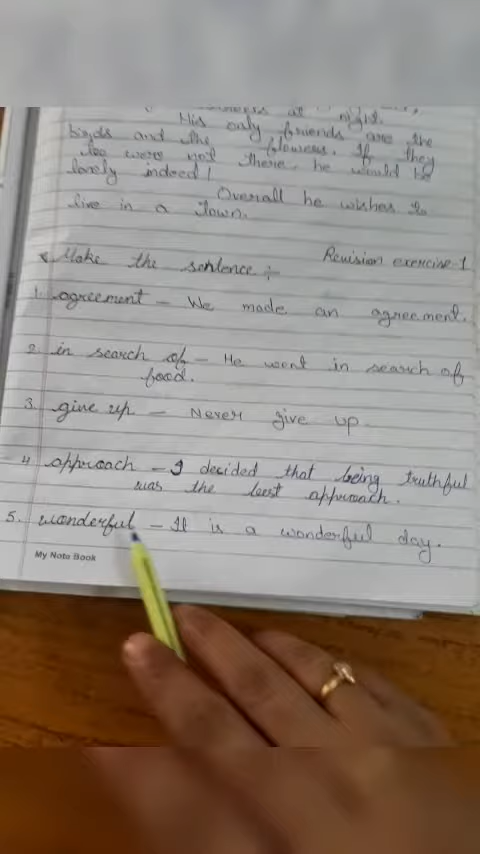 at night.
His only friends are the
birds and the flowers. If they
too were not there, he would be
lonely indeed!
Overall he wishes to
live in a town.
Revision exercise-1
* Make the sentence :-
1. agreement - We made an agreement.
2. in search of - He went in search of
food.
3. give up - Never give up.
4. approach - I decided that being truthful
was the best approach.
5. wonderful - It is a wonderful day.
My Note Book